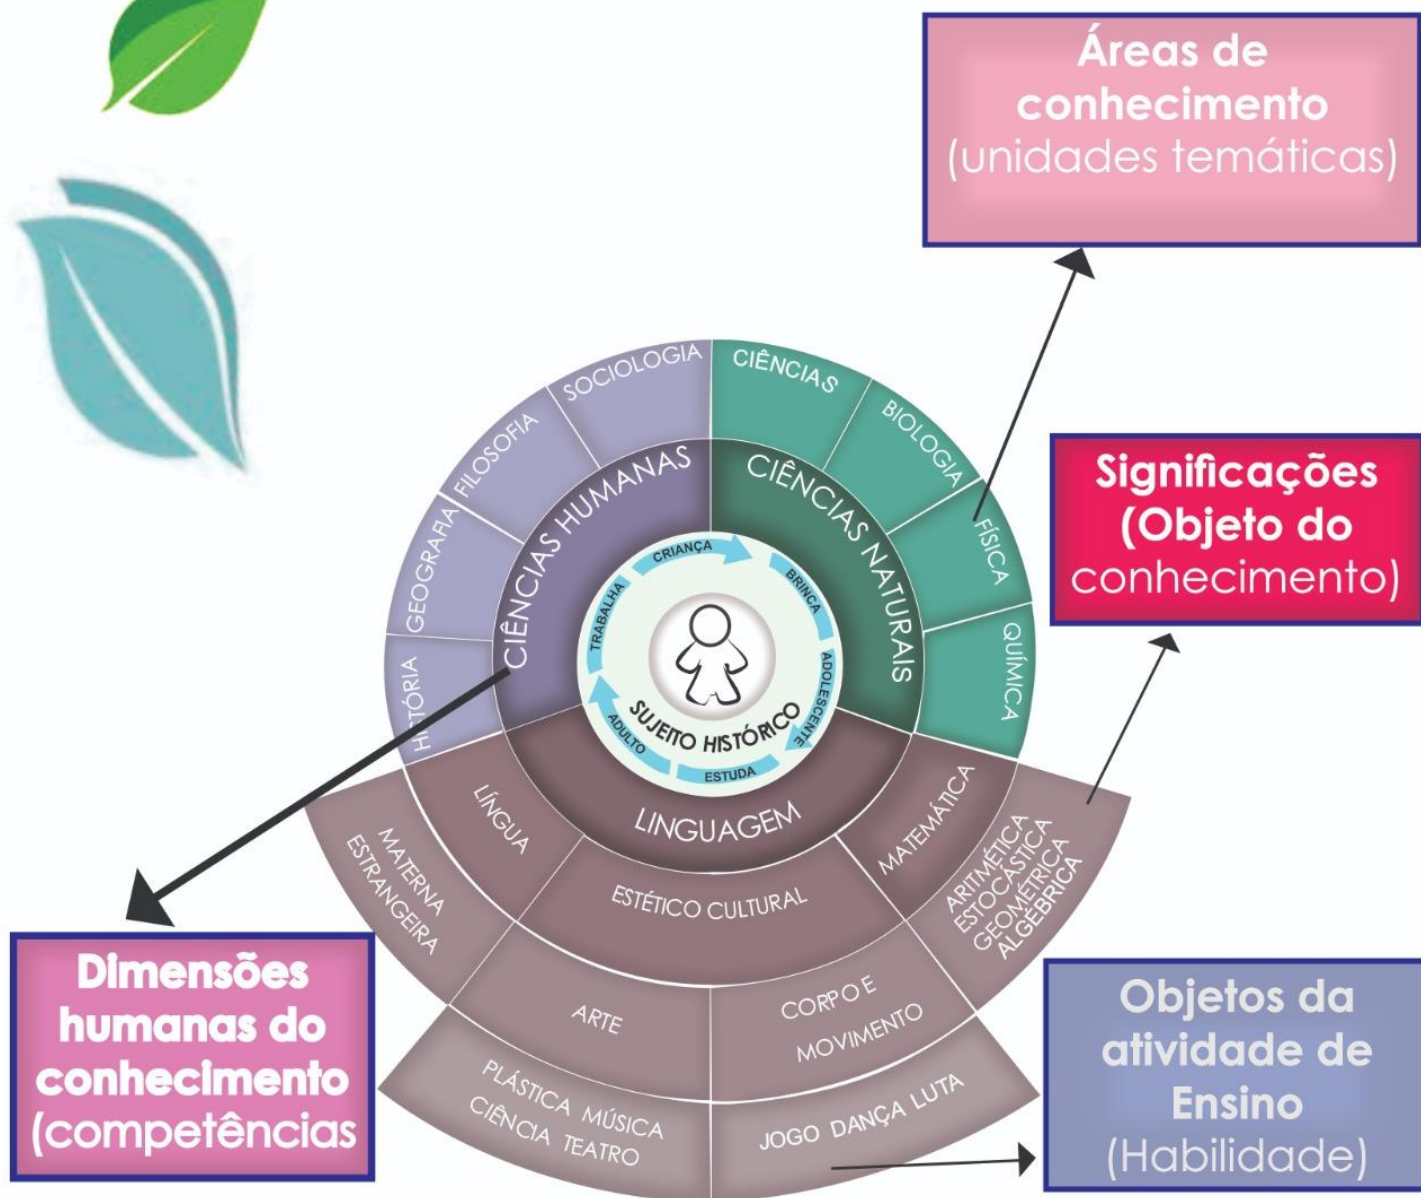 Áreas de
conhecimento
(unidades temáticas)
SOCIOLOGIA
CIÊNCIAS
FILOSOFIA
BIOLOGIA
GEOGRAFIA
FÍSICA
HISTÓRIA
QUÍMICA
CIÊNCIAS HUMANAS
CIÊNCIAS NATURAIS
CRIANÇA
BRINCA
ADOLESCENTE
ESTUDA
ADULTO
TRABALHA
SUJEITO HISTÓRICO
Significações
(Objeto do
conhecimento)
LINGUAGEM
LÍNGUA
ESTÉTICO CULTURAL
MATEMÁTICA
MATERNA
ESTRANGEIRA
ARITMÉTICA
ESTOCÁSTICA
GEOMÉTRICA
ALGÉBRICA
ARTE
CORPO E
MOVIMENTO
PLÁSTICA MÚSICA
CIÊNCIA TEATRO
JOGO DANÇA LUTA
Dimensões
humanas do
conhecimento
(competências
Objetos da
atividade de
Ensino
(Habilidade)